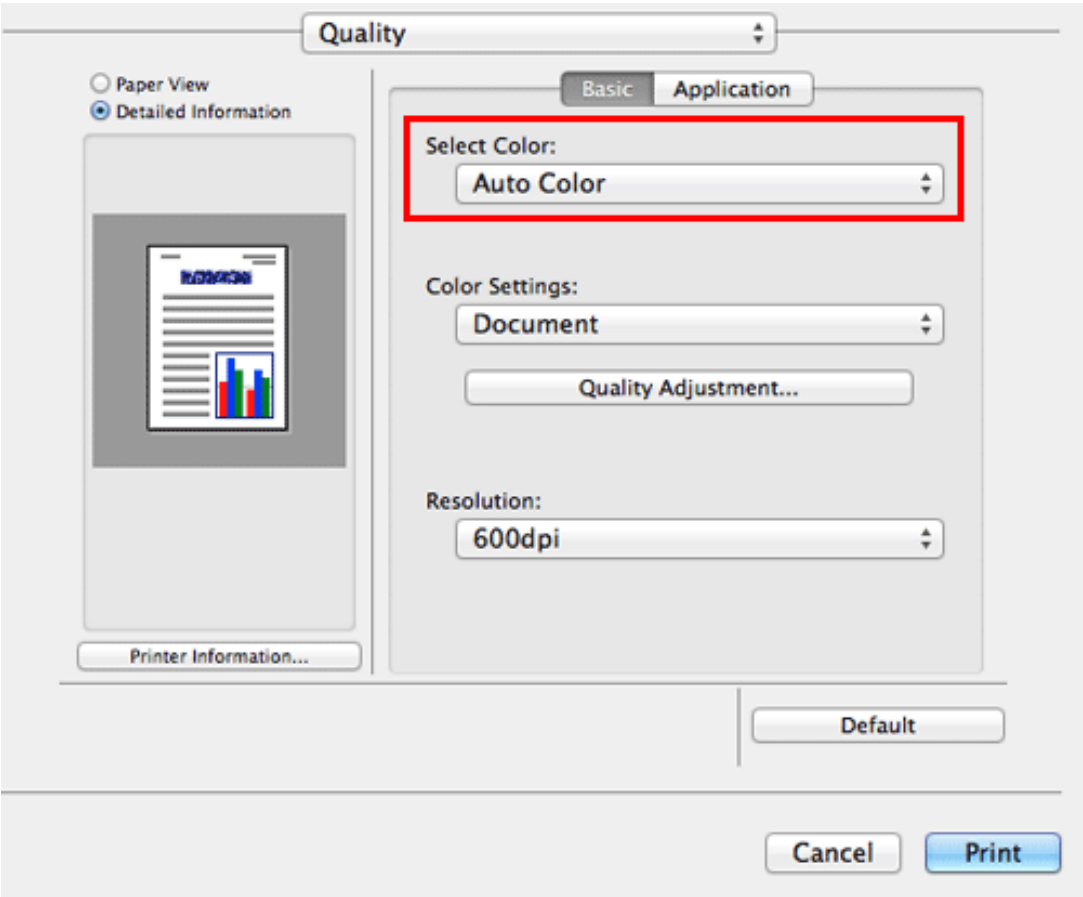 Quality
Paper View
Detailed Information
Basic Application
Select Color:
Auto Color
Color Settings:
Document
Quality Adjustment...
Resolution:
600dpi
Printer Information...
Default
Cancel Print